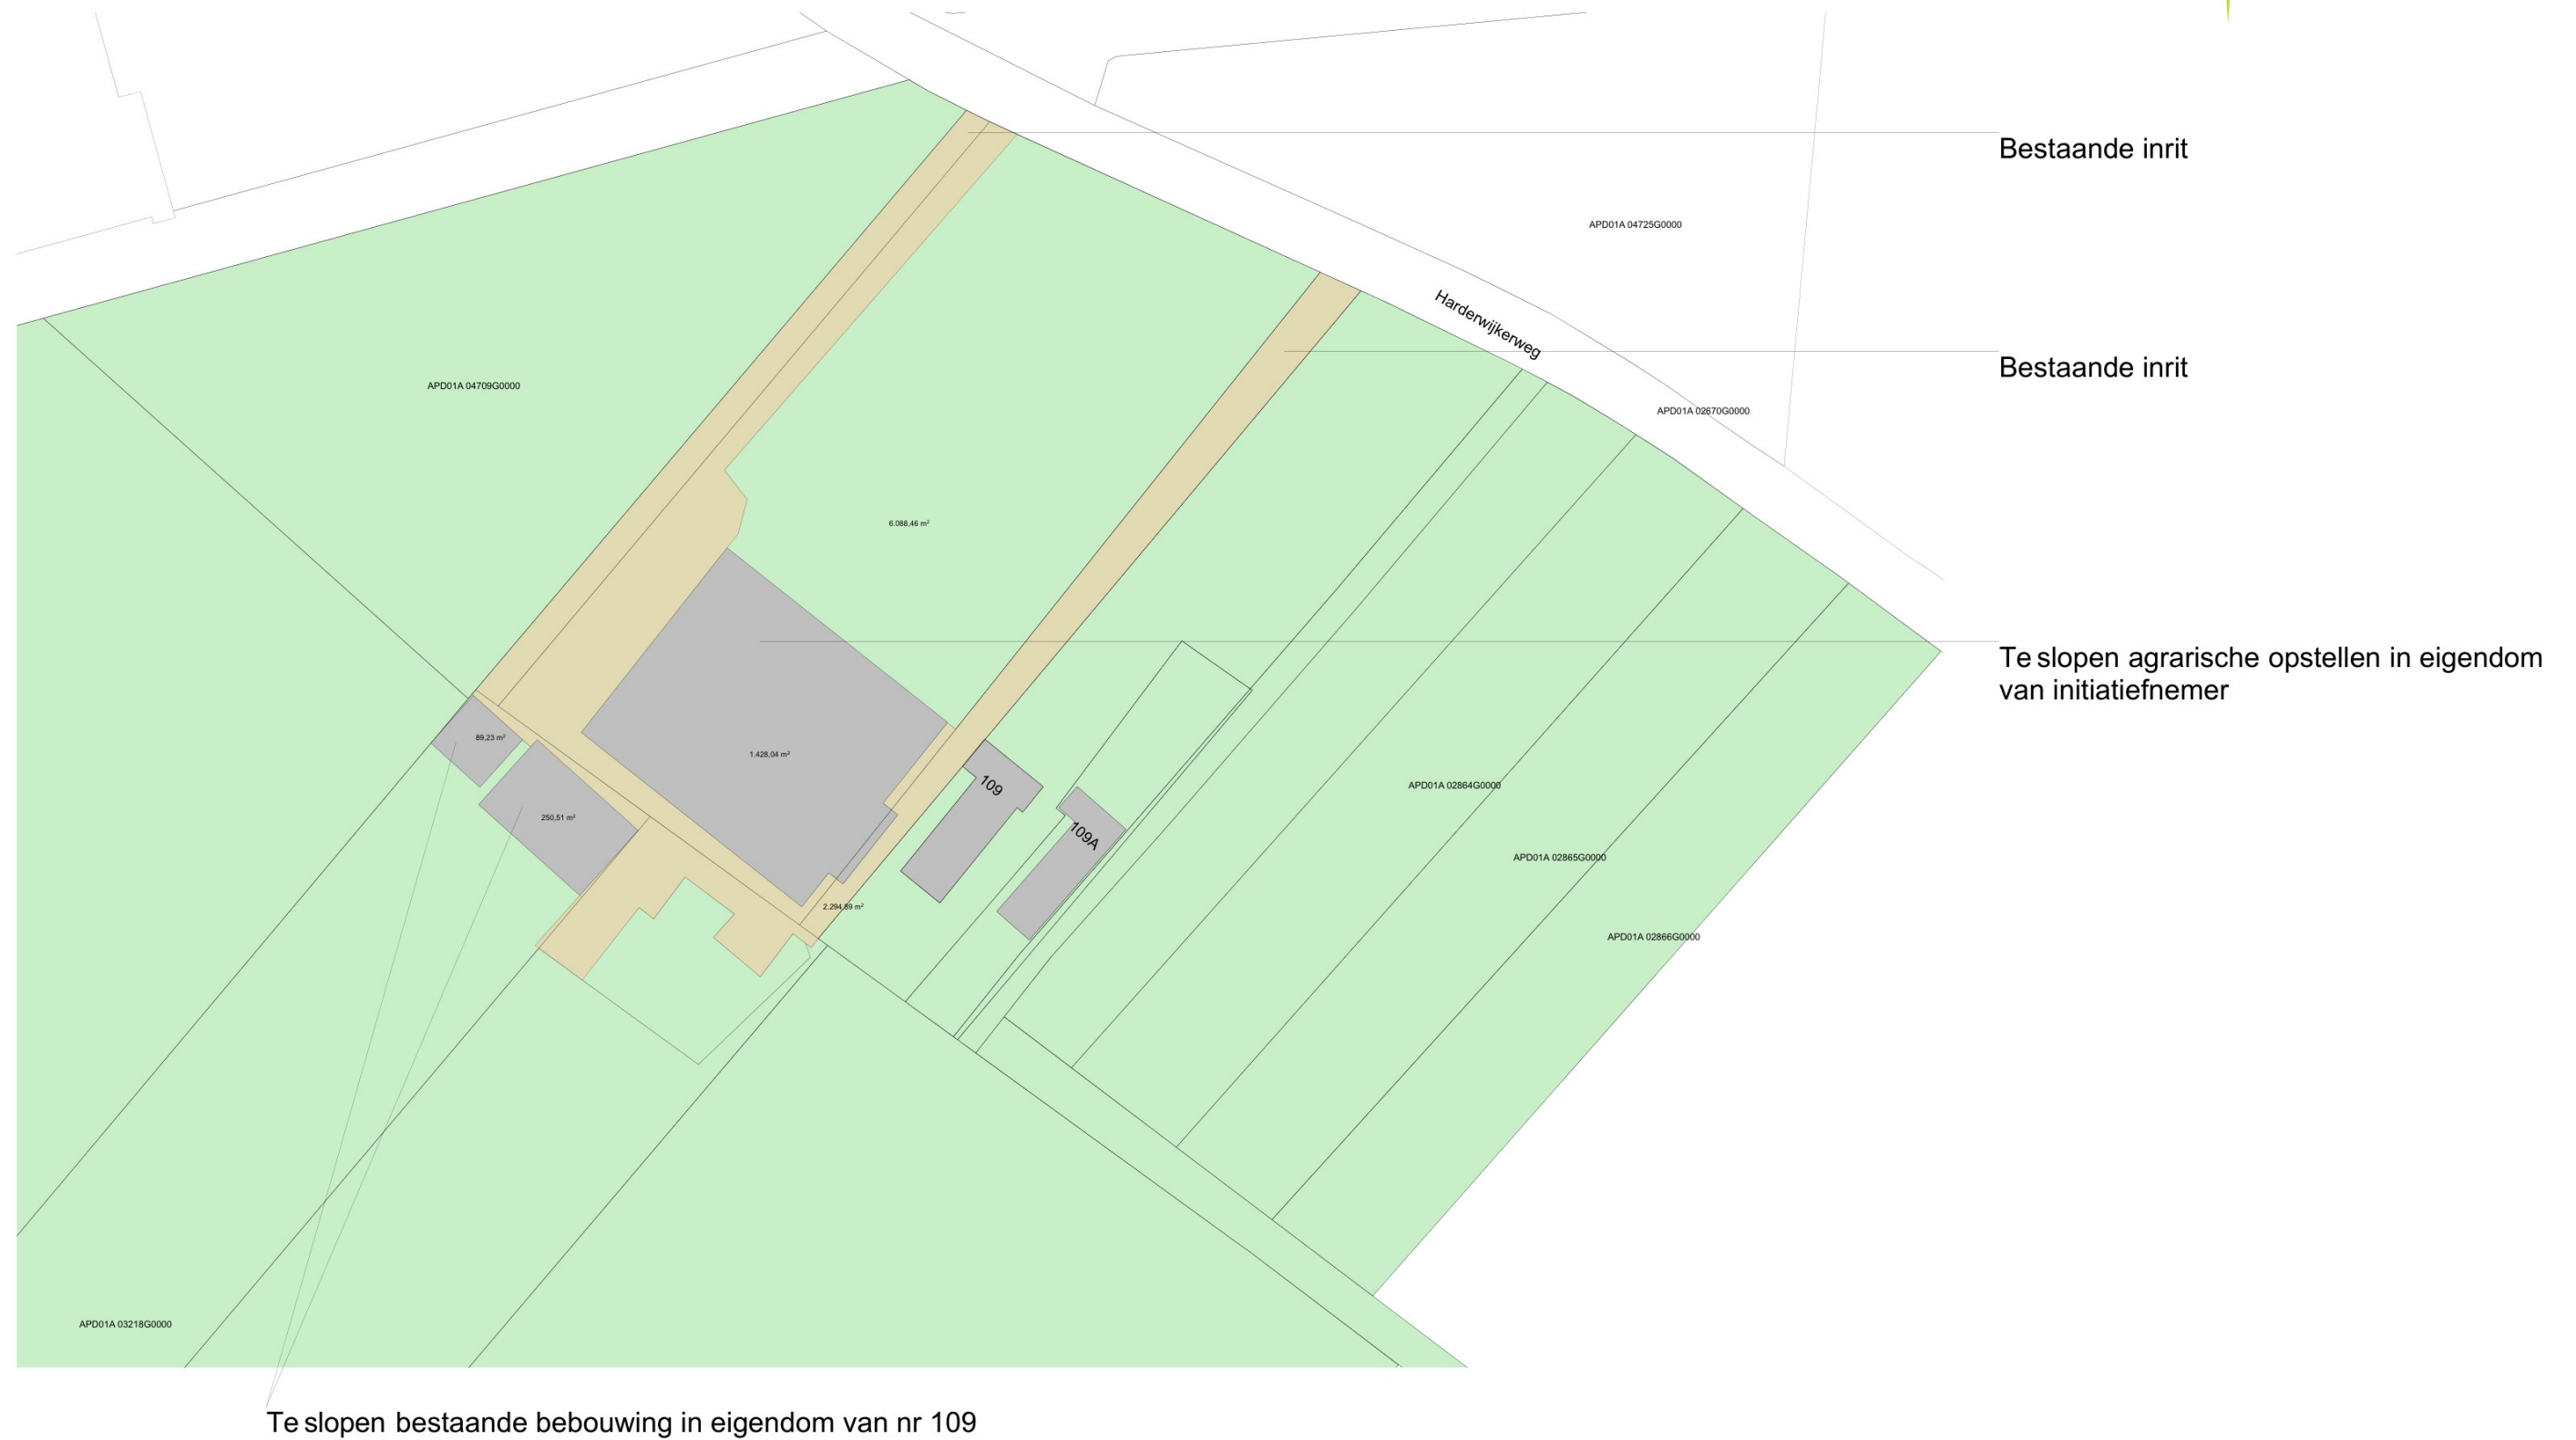 Bestaande inrit
APD01A 04725G0000
Harderwijkerweg
Bestaande inrit
APD01A 04709G0000
APD01A 02670G0000
6.088,46 m²
Te slopen agrarische opstellen in eigendom
van initiatiefnemer
89,23 m²
1.428,04 m²
109
APD01A 02864G0000
250,51 m²
109A
APD01A 02865G0000
2.294,89 m²
APD01A 02866G0000
APD01A 03218G0000
Te slopen bestaande bebouwing in eigendom van nr 109